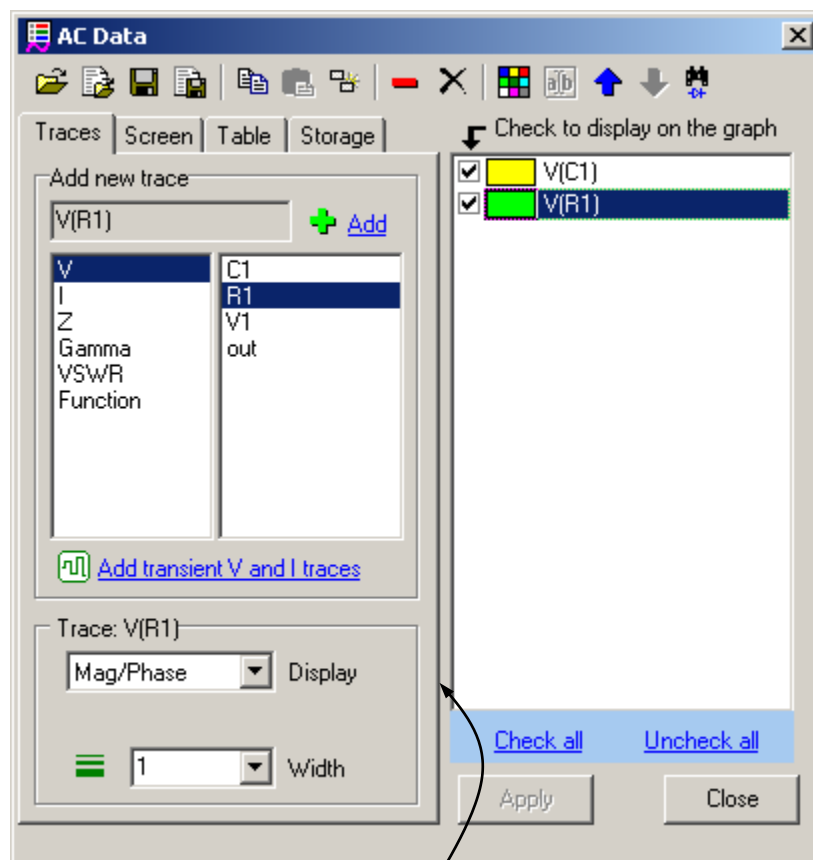 AC Data
Traces
Screen
Table
Storage
Check to display on the graph
Add new trace
V(R1)
Add
V
I
Z
Gamma
VSWR
Function
C1
R1
V1
out
Add transient V and I traces
Trace: V(R1)
Mag/Phase
Display
1
Width
V(C1)
V(R1)
Check all
Uncheck all
Apply
Close